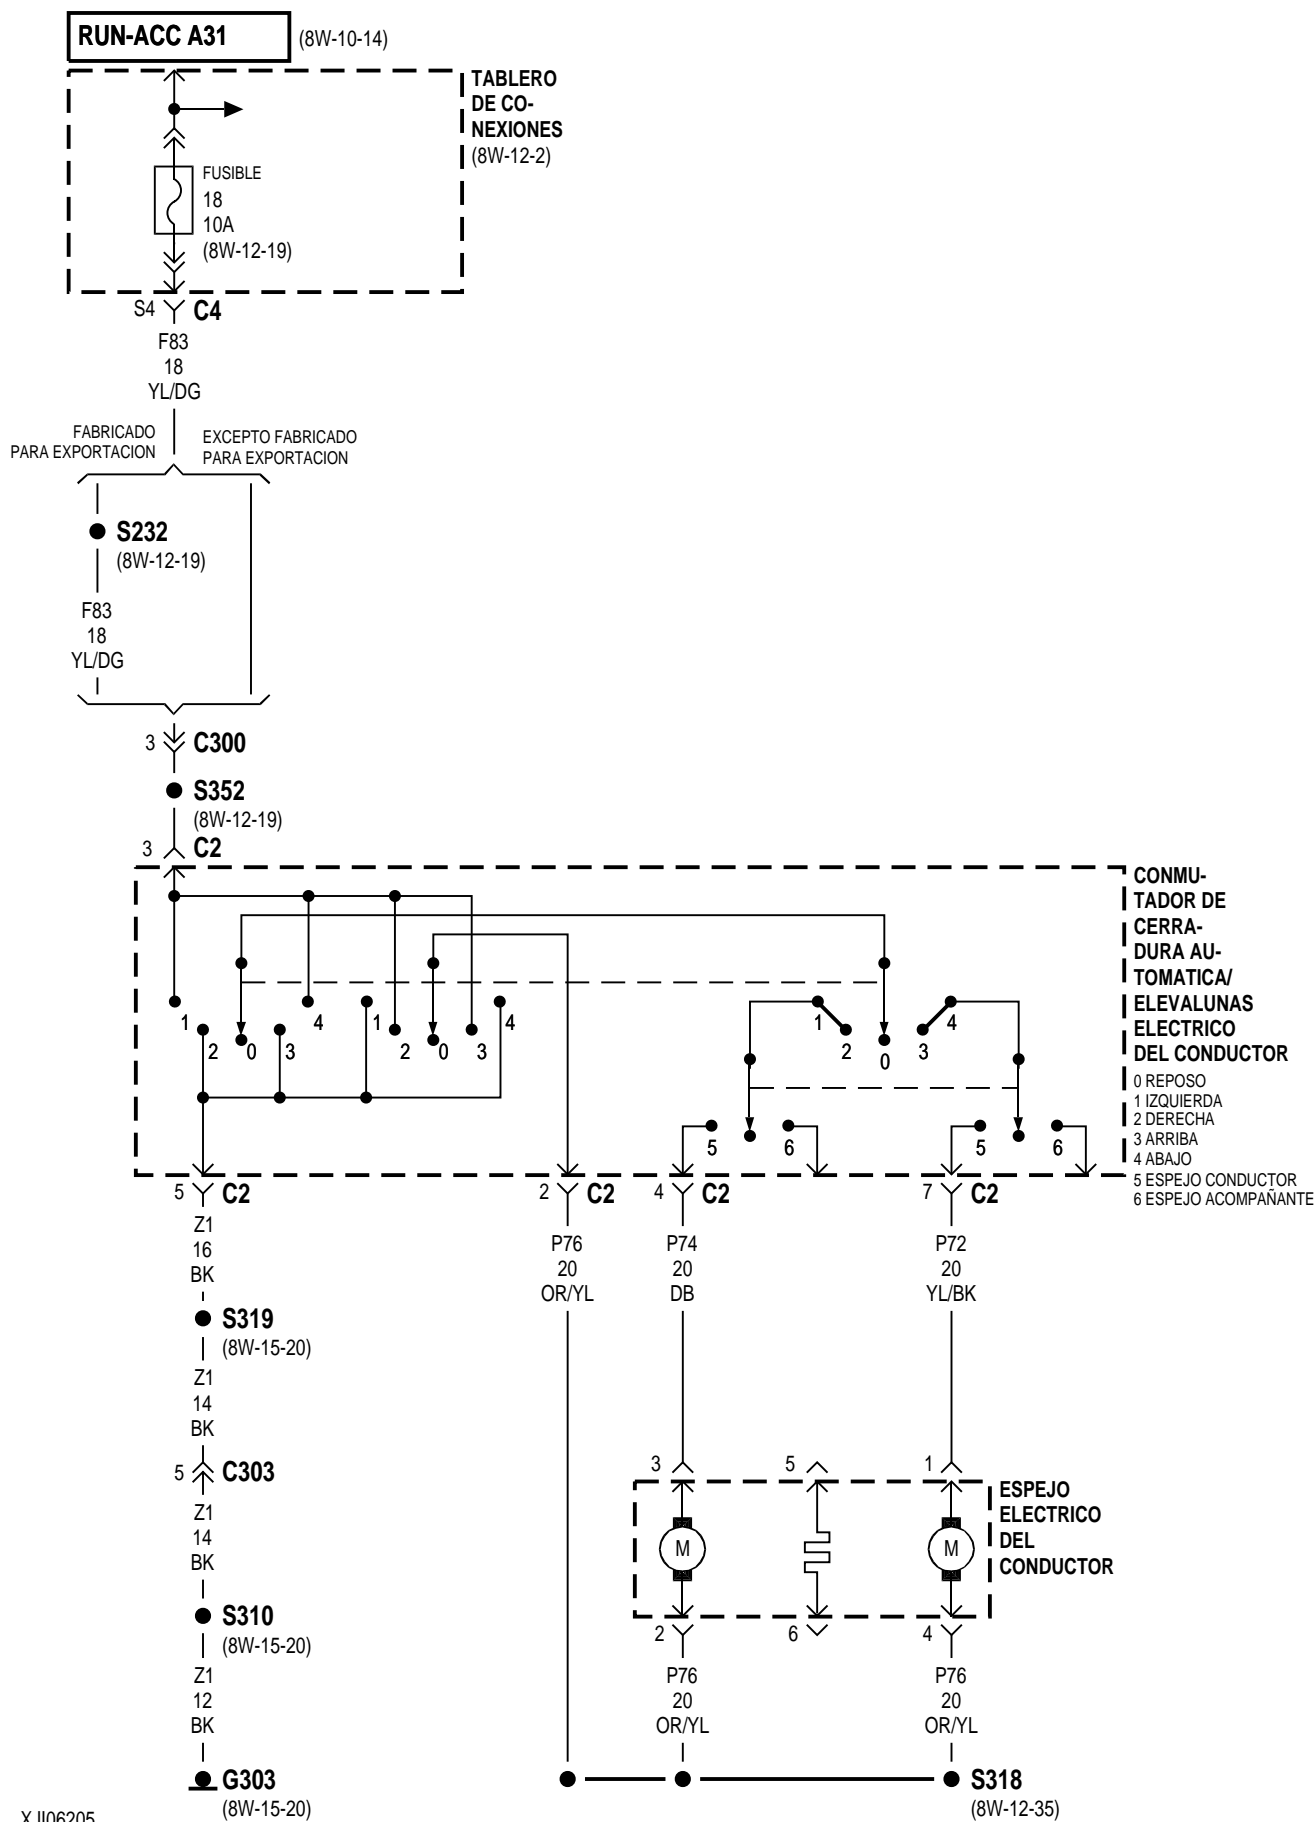 RUN-ACC A31
(8W-10-14)
TABLERO
DE CO-
NEXIONES
(8W-12-2)
FUSIBLE
18
10A
(8W-12-19)
S4
C4
F83
18
YL/DG
FABRICADO
PARA EXPORTACION
EXCEPTO FABRICADO
PARA EXPORTACION
S232
(8W-12-19)
F83
18
YL/DG
3
C300
S352
(8W-12-19)
3
C2
CONMU-
TADOR DE
CERRA-
DURA AU-
TOMATICA/
ELEVALUNAS
ELECTRICO
DEL CONDUCTOR
0 REPOSO
1 IZQUIERDA
2 DERECHA
3 ARRIBA
4 ABAJO
5 ESPEJO CONDUCTOR
6 ESPEJO ACOMPAÑANTE
1
2
0
3
4
1
2
0
3
4
1
2
0
3
4
5
6
5
6
5
C2
2
C2
4
C2
7
C2
Z1
16
BK
P76
20
OR/YL
P74
20
DB
P72
20
YL/BK
S319
(8W-15-20)
Z1
14
BK
5
C303
Z1
14
BK
3
5
1
ESPEJO
ELECTRICO
DEL
CONDUCTOR
M
M
2
6
4
S310
(8W-15-20)
Z1
12
BK
P76
20
OR/YL
P76
20
OR/YL
G303
(8W-15-20)
S318
(8W-12-35)